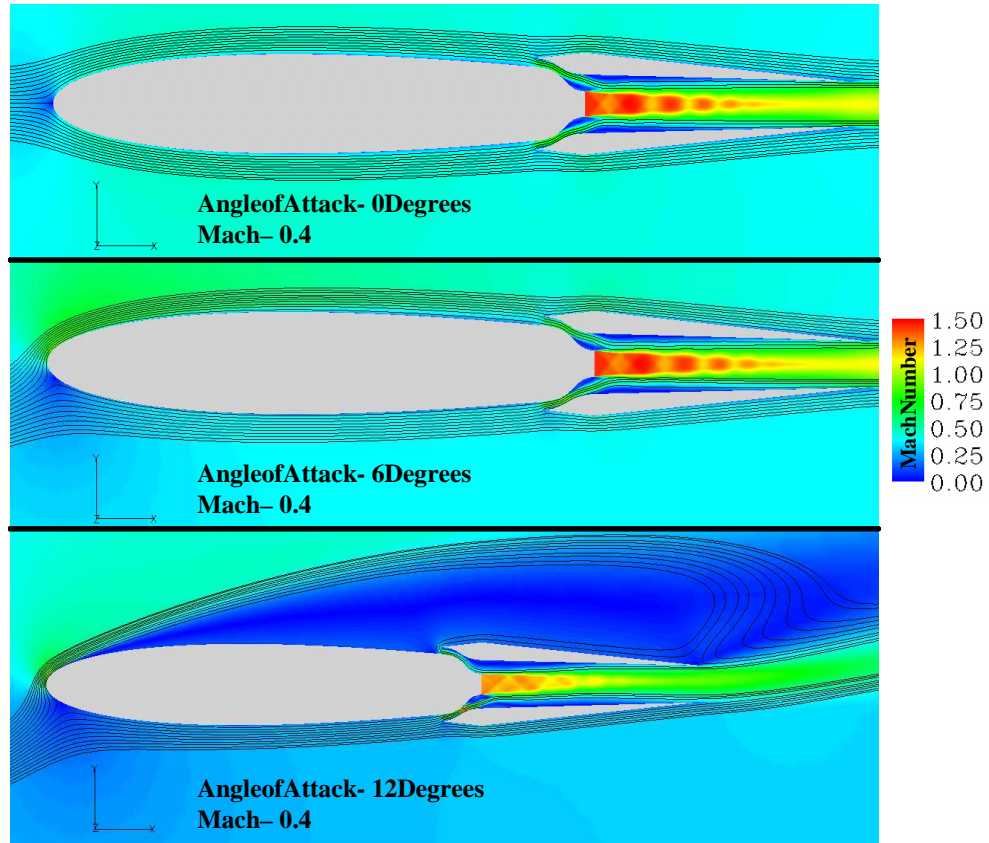 AngleofAttack- 0Degrees
Mach– 0.4
Y
Z
X
AngleofAttack- 6Degrees
Mach– 0.4
Y
Z
X
MachNumber
1.50
1.25
1.00
0.75
0.50
0.25
0.00
AngleofAttack- 12Degrees
Mach– 0.4
Y
Z
X